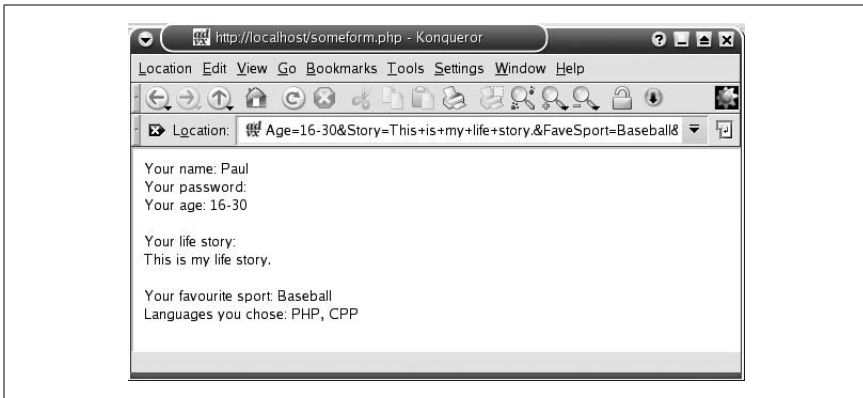 http://localhost/someform.php - Konqueror
Location Edit View Go Bookmarks Tools Settings Window Help
Location: Age=16-30&Story=This+is+my+life+story.&FaveSport=Baseball&
Your name: Paul
Your password:
Your age: 16-30
Your life story:
This is my life story.
Your favourite sport: Baseball
Languages you chose: PHP, CPP